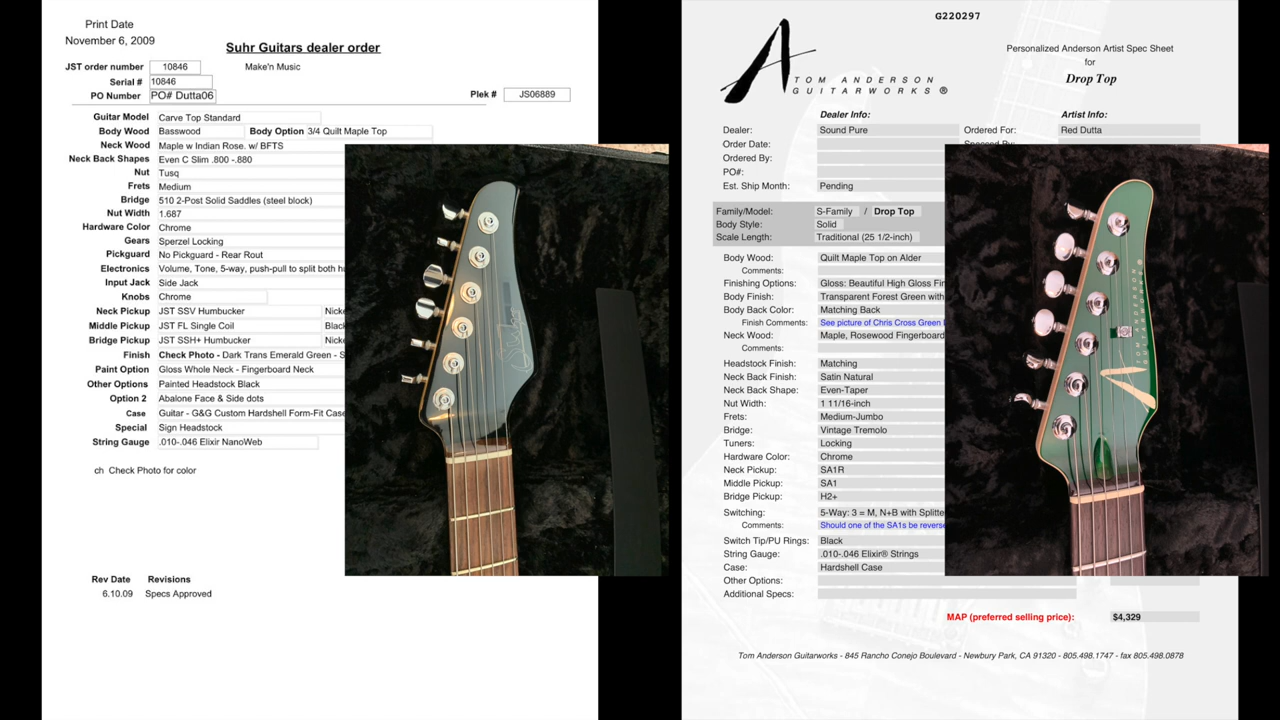 Print Date
November 6, 2009
Suhr Guitars dealer order
JST order number 10846 Make'n Music
Serial # 10846
PO Number PO# Dutta06 Plek # JS06889
Guitar Model Carve Top Standard
Body Wood Basswood Body Option 3/4 Quilt Maple Top
Neck Wood Maple w Indian Rose. w/ BFTS
Neck Back Shapes Even C Slim .800 -.880
Nut Tusq
Frets Medium
Bridge 510 2-Post Solid Saddles (steel block)
Nut Width 1.687
Hardware Color Chrome
Gears Sperzel Locking
Pickguard No Pickguard - Rear Rout
Electronics Volume, Tone, 5-way, push-pull to split both
Input Jack Side Jack
Knobs Chrome
Neck Pickup JST SSV Humbucker
Middle Pickup JST FL Single Coil
Bridge Pickup JST SSH+ Humbucker
Finish Check Photo - Dark Trans Emerald Green -
Paint Option Gloss Whole Neck - Fingerboard Neck
Other Options Painted Headstock Black
Option 2 Abalone Face & Side dots
Case Guitar - G&G Custom Hardshell Form-Fit Case
Special Sign Headstock
String Gauge .010-.046 Elixir NanoWeb
ch Check Photo for color
Rev Date Revisions
6.10.09 Specs Approved
G220297
TOM ANDERSON
GUITARWORKS ®
Personalized Anderson Artist Spec Sheet
for
Drop Top
Dealer Info: Artist Info:
Dealer: Sound Pure Ordered For: Red Dutta
Order Date:
Ordered By:
PO#:
Est. Ship Month: Pending
Family/Model: S-Family / Drop Top
Body Style: Solid
Scale Length: Traditional (25 1/2-inch)
Body Wood: Quilt Maple Top on Alder
Comments:
Finishing Options: Gloss: Beautiful High Gloss
Body Finish: Transparent Forest Green with
Body Back Color: Matching Back
Finish Comments: See picture of Chris Cross Green
Neck Wood: Maple, Rosewood Fingerboard
Comments:
Headstock Finish: Matching
Neck Back Finish: Satin Natural
Neck Back Shape: Even-Taper
Nut Width: 1 11/16-inch
Frets: Medium-Jumbo
Bridge: Vintage Tremolo
Tuners: Locking
Hardware Color: Chrome
Neck Pickup: SA1R
Middle Pickup: SA1
Bridge Pickup: H2+
Switching: 5-Way: 3 = M, N+B with
Comments: Should one of the SA1s be
Switch Tip/PU Rings: Black
String Gauge: .010-.046 Elixir® Strings
Case: Hardshell Case
Other Options:
Additional Specs:
MAP (preferred selling price): $4,329
Tom Anderson Guitarworks - 845 Rancho Conejo Boulevard - Newbury Park, CA 91320 - 805.498.1747 - fax 805.498.0878
TOM ANDERSON
GUITARWORKS